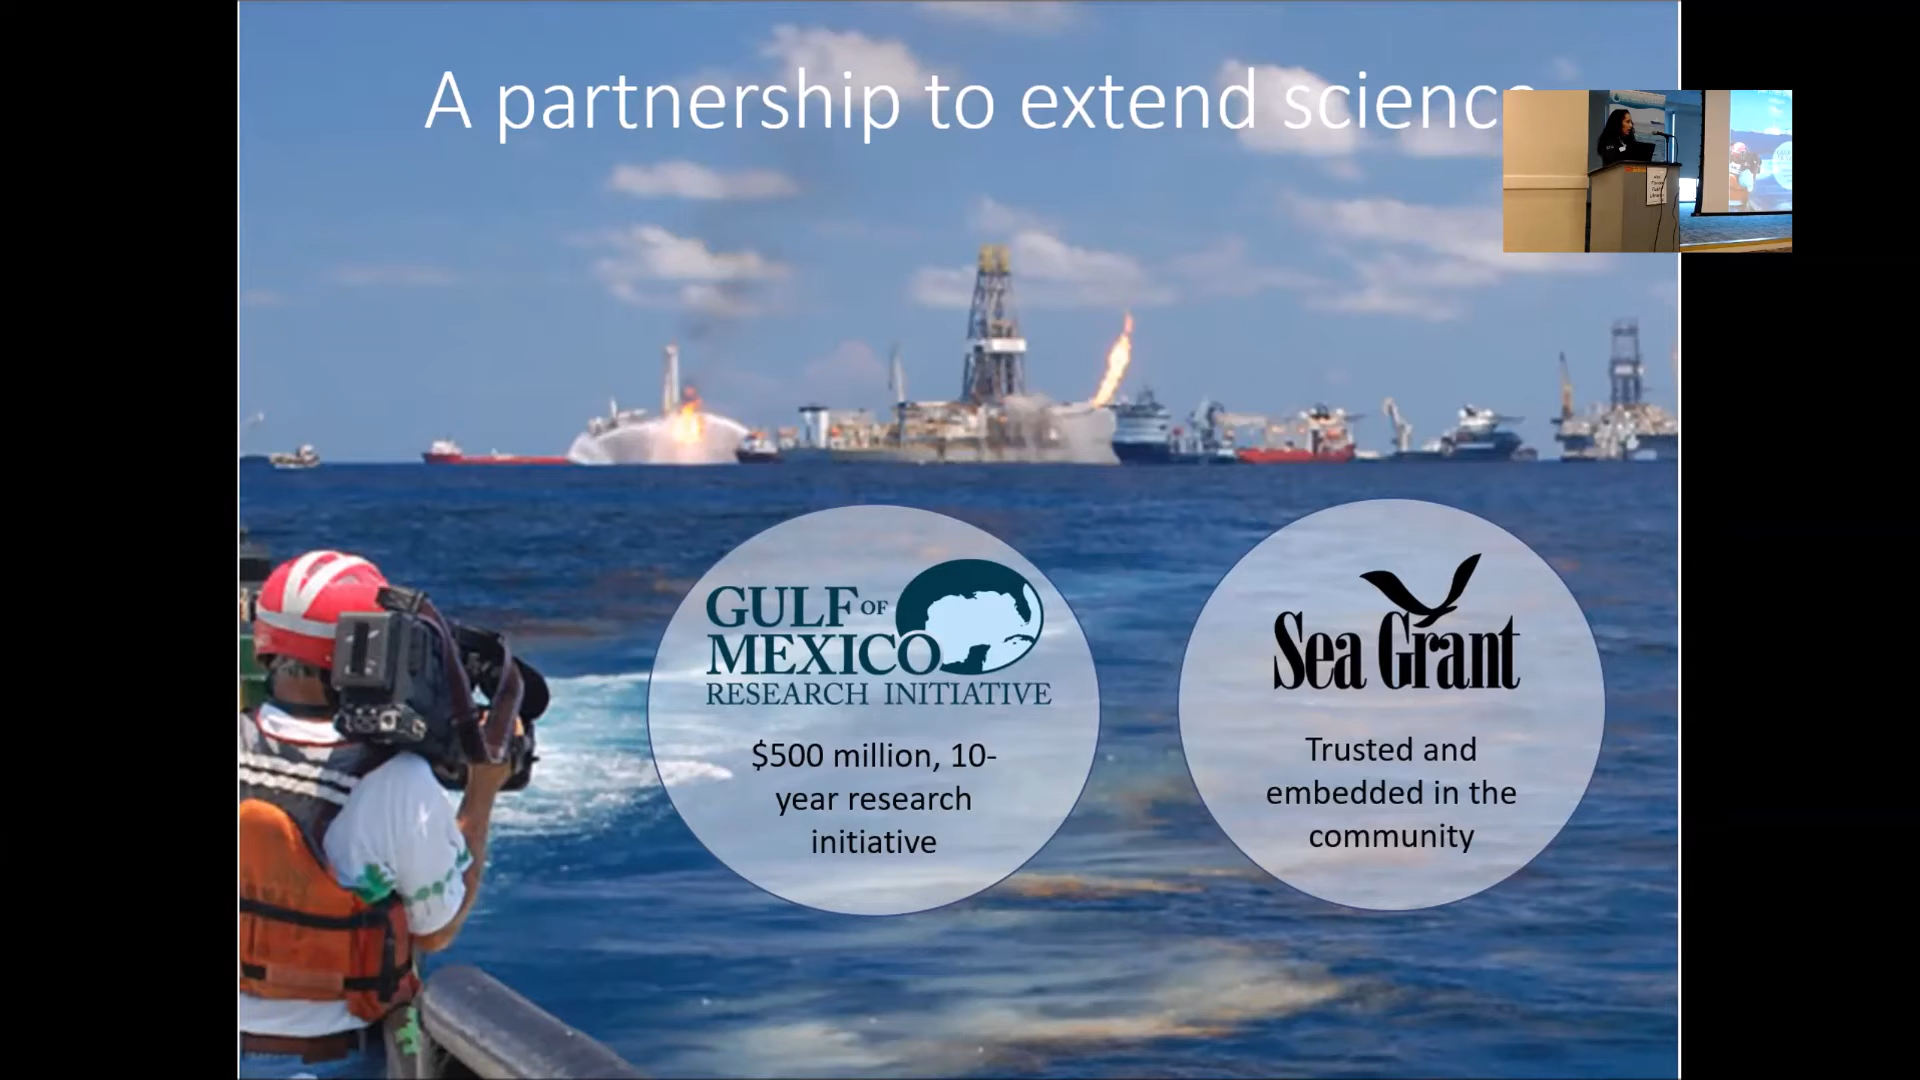 A partnership to extend scienc
GULF OF
MEXICO
RESEARCH INITIATIVE
$500 million, 10-
year research
initiative
Sea Grant
Trusted and
embedded in the
community